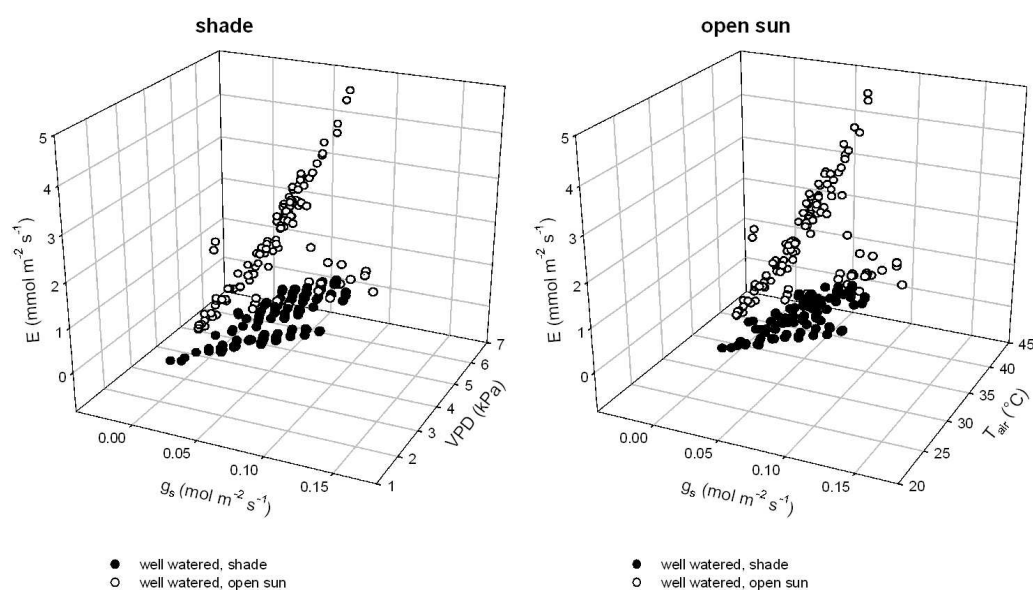 shade
open sun
5
4
3
2
1
0
E (mmol m⁻² s⁻¹)
0.00
0.05
0.10
0.15
gₛ (mol m⁻² s⁻¹)
7
6
5
4
3
2
1
VPD (kPa)
5
4
3
2
1
0
E (mmol m⁻² s⁻¹)
0.00
0.05
0.10
0.15
gₛ (mol m⁻² s⁻¹)
45
40
35
30
25
20
T air (°C)
well watered, shade
well watered, open sun
well watered, shade
well watered, open sun